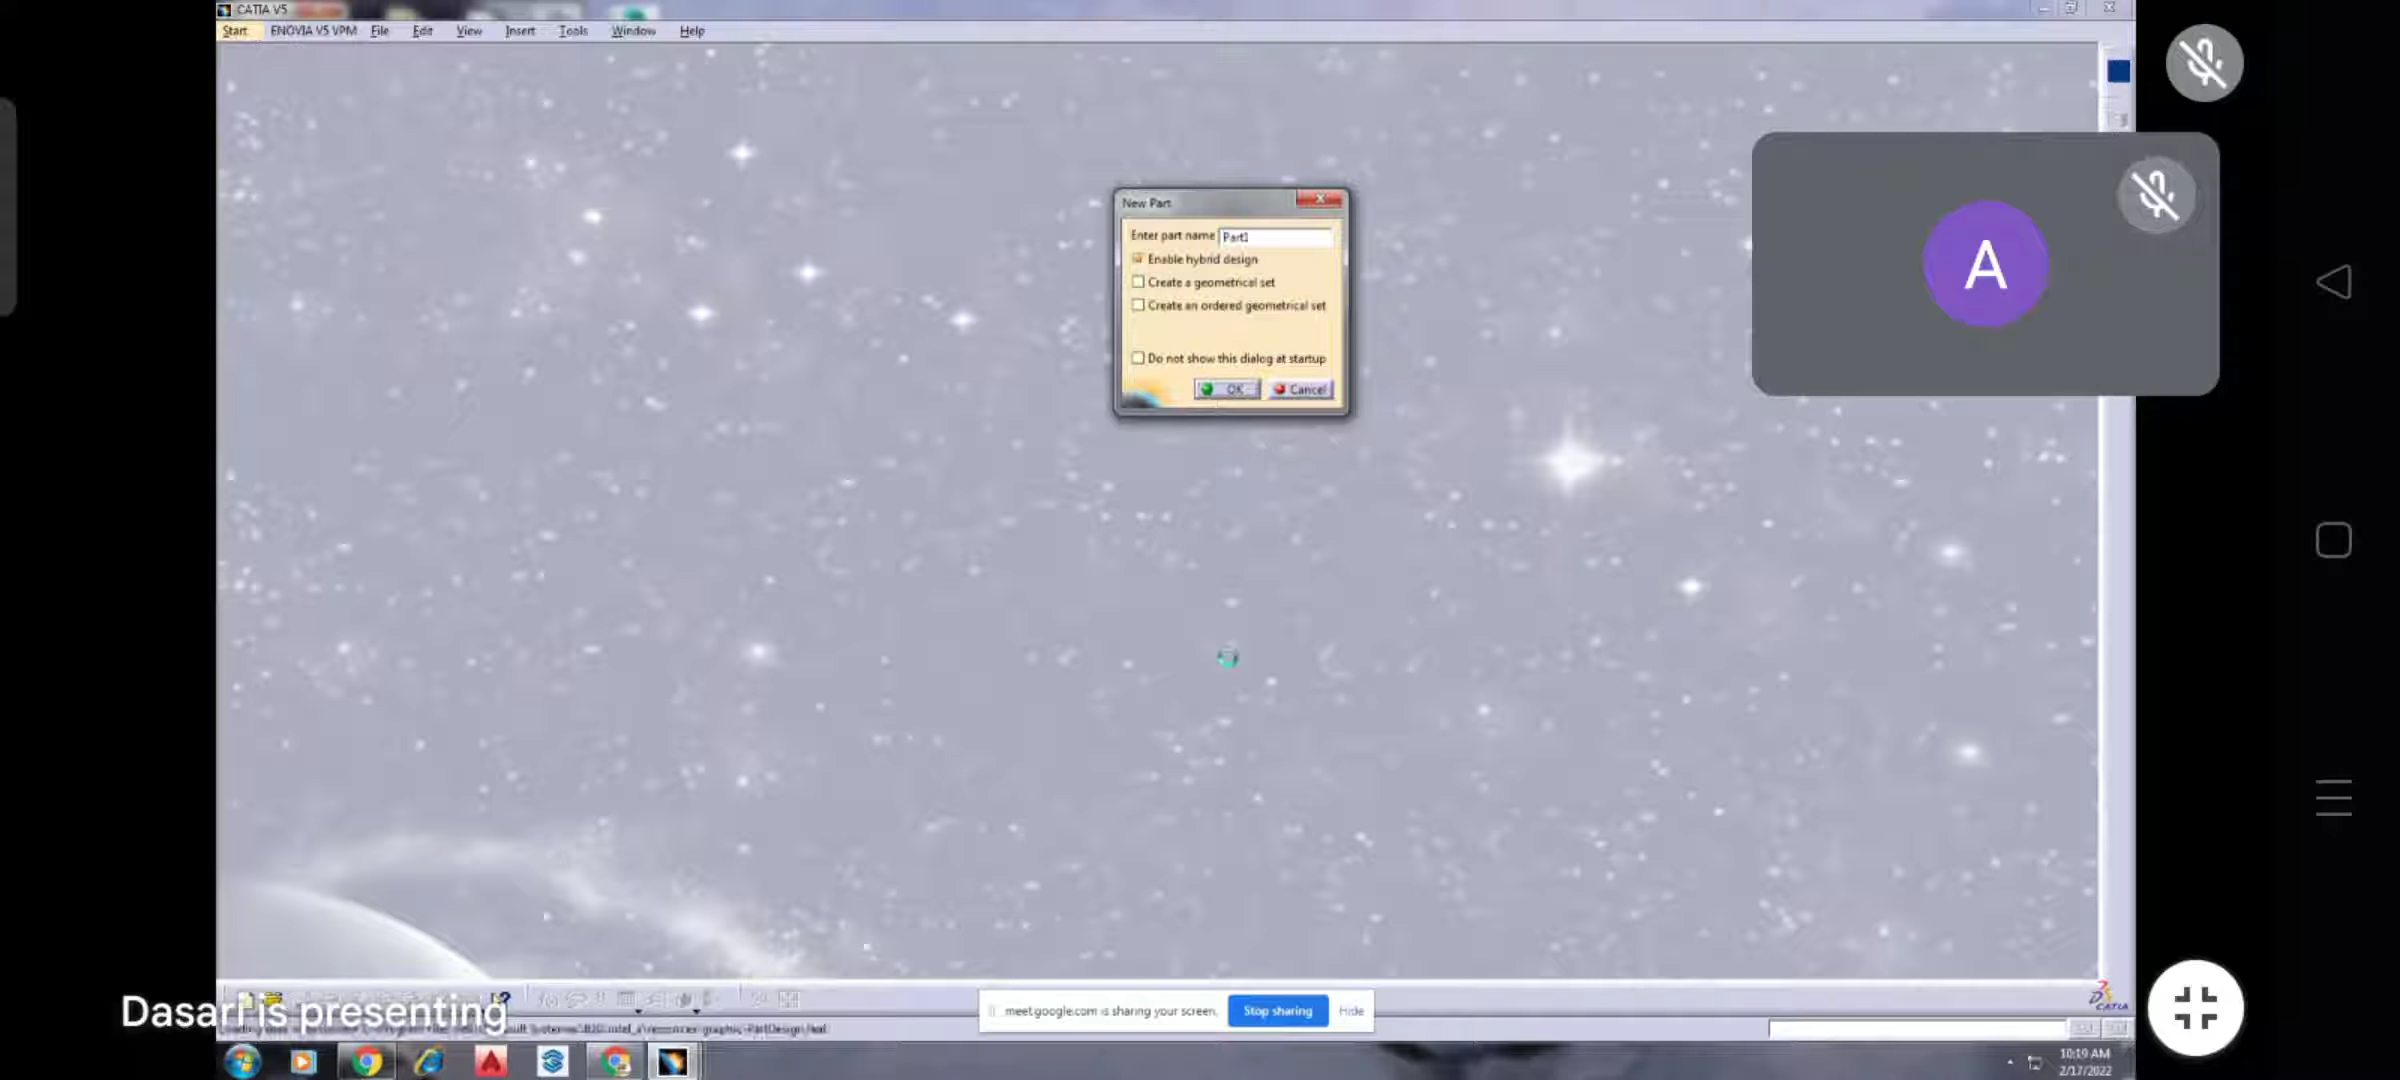 CATIA V5
Start ENOVIA V5 VPM File Edit View Insert Tools Window Help
New Part
Enter part name Part1
Enable hybrid design
Create a geometrical set
Create an ordered geometrical set
Do not show this dialog at startup
OK Cancel
A
Dasari is presenting
meet.google.com is sharing your screen. Stop sharing Hide
CATIA
10:19 AM
2/17/2022